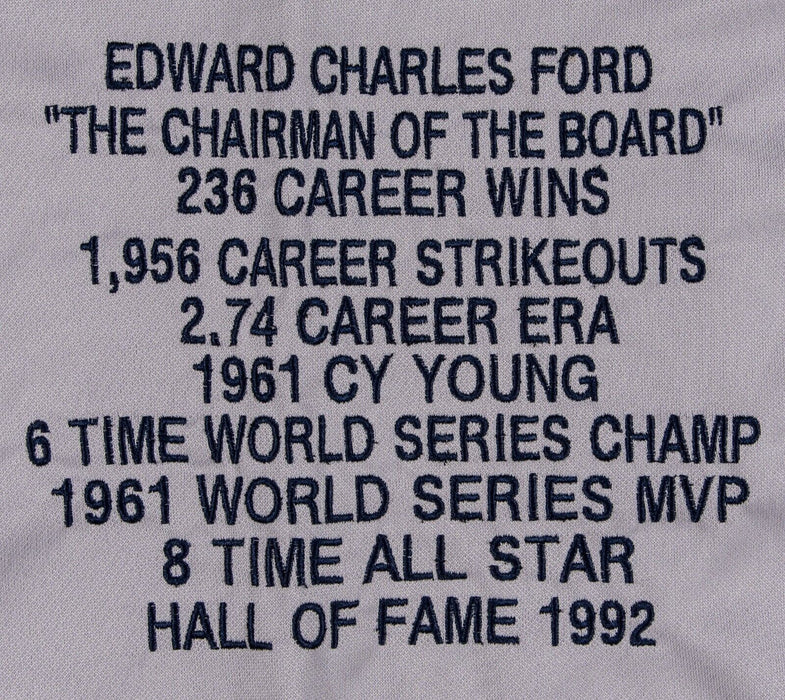 EDWARD CHARLES FORD
"THE CHAIRMAN OF THE BOARD"
236 CAREER WINS
1,956 CAREER STRIKEOUTS
2.74 CAREER ERA
1961 CY YOUNG
6 TIME WORLD SERIES CHAMP
1961 WORLD SERIES MVP
8 TIME ALL STAR
HALL OF FAME 1992